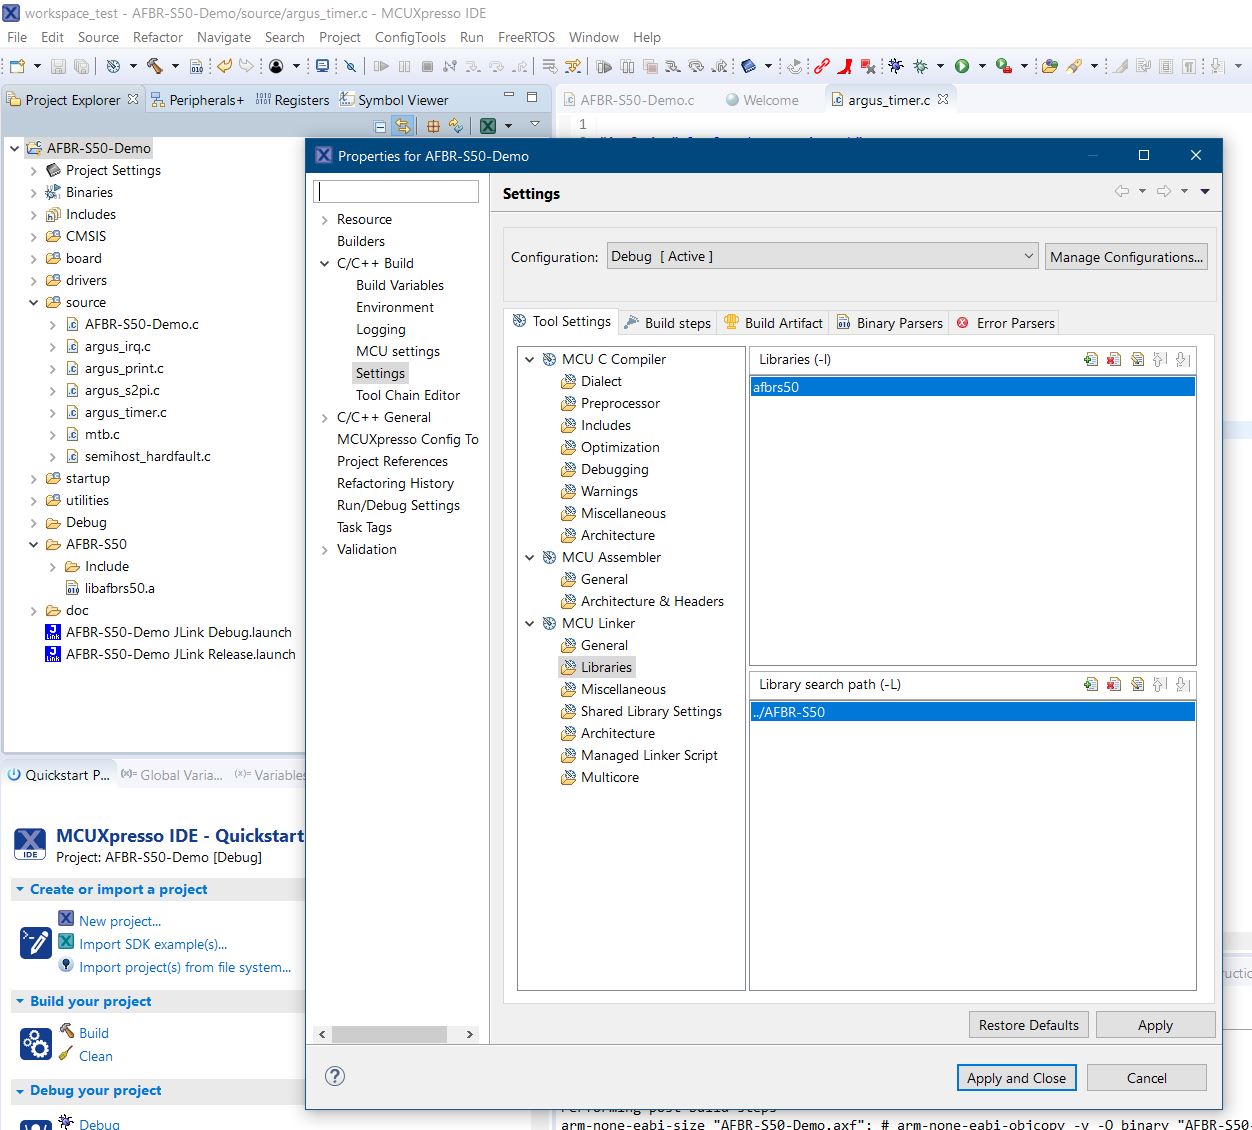 workspace_test - AFBR-S50-Demo/source/argus_timer.c - MCUXpresso IDE
File Edit Source Refactor Navigate Search Project ConfigTools Run FreeRTOS Window Help
Project Explorer Peripherals+ Registers Symbol Viewer
AFBR-S50-Demo.c Welcome argus_timer.c
1
AFBR-S50-Demo
Project Settings
Binaries
Includes
CMSIS
board
drivers
source
AFBR-S50-Demo.c
argus_irq.c
argus_print.c
argus_s2pi.c
argus_timer.c
mtb.c
semihost_hardfault.c
startup
utilities
Debug
AFBR-S50
Include
libafbrs50.a
doc
AFBR-S50-Demo JLink Debug.launch
AFBR-S50-Demo JLink Release.launch
Quickstart P... Global Varia... Variables
MCUXpresso IDE - Quickstart
IDE
Project: AFBR-S50-Demo [Debug]
Create or import a project
New project...
Import SDK example(s)...
Import project(s) from file system...
Build your project
Build
Clean
Debug your project
Debug
Properties for AFBR-S50-Demo
Resource
Builders
C/C++ Build
Build Variables
Environment
Logging
MCU settings
Settings
Tool Chain Editor
C/C++ General
MCUXpresso Config To
Project References
Refactoring History
Run/Debug Settings
Task Tags
Validation
Settings
Configuration: Debug [ Active ] Manage Configurations...
Tool Settings Build steps Build Artifact Binary Parsers Error Parsers
MCU C Compiler
Dialect
Preprocessor
Includes
Optimization
Debugging
Warnings
Miscellaneous
Architecture
MCU Assembler
General
Architecture & Headers
MCU Linker
General
Libraries
Miscellaneous
Shared Library Settings
Architecture
Managed Linker Script
Multicore
Libraries (-l)
afbrs50
Library search path (-L)
../AFBR-S50
Restore Defaults Apply
Apply and Close Cancel
Performing post-build steps
arm-none-eabi-size "AFBR-S50-Demo.axf"; # arm-none-eabi-objcopy -v -O binary "AFBR-S50-